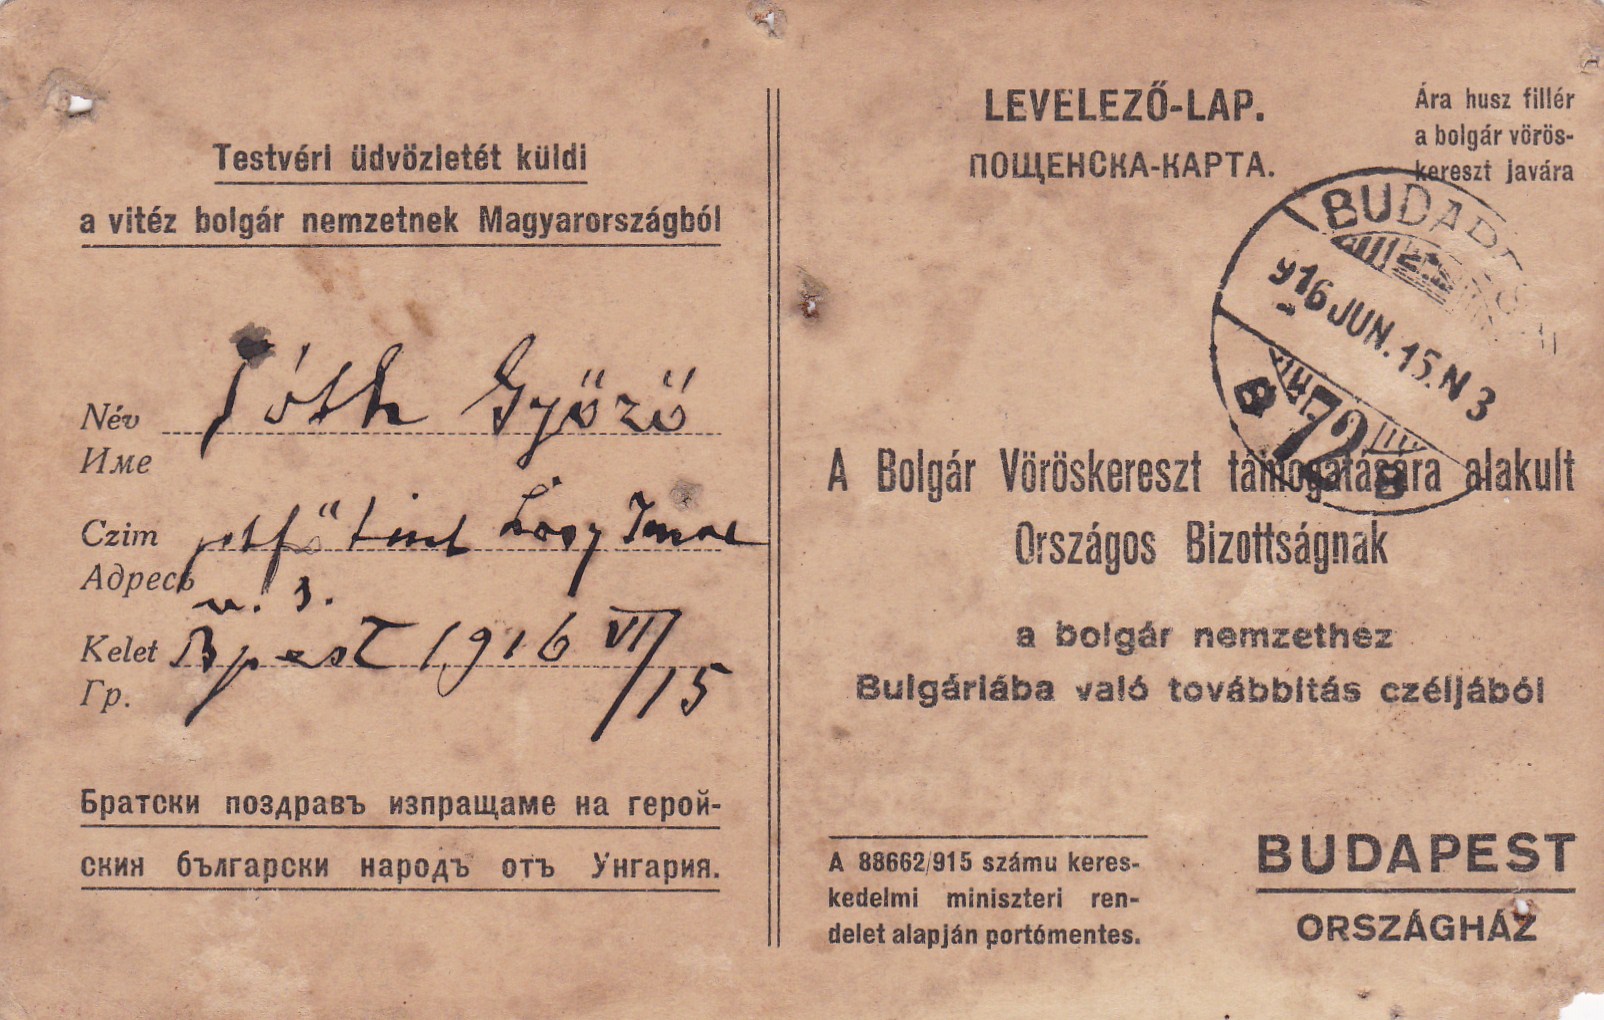 Testvéri üdvözletét küldi
a vitéz bolgár nemzetnek Magyarországból
Név Tóth Győző
Име
Czim
Адресъ
Kelet Bpest 1916 VI/15
Гр.
Братски поздравъ изпращаме на герой-
ския български народъ отъ Унгария.
LEVELEZŐ-LAP.
ПОЩЕНСКА-КАРТА.
Ára husz fillér
a bolgár vörös-
kereszt javára
BUDAPEST
916 JUN. 15. N 3
B 72 B
A Bolgár Vöröskereszt támogatására alakult
Országos Bizottságnak
a bolgár nemzethez
Bulgáriába való továbbitás czéljából
A 88662/915 számu keres-
kedelmi miniszteri ren-
delet alapján portómentes.
BUDAPEST
ORSZÁGHÁZ